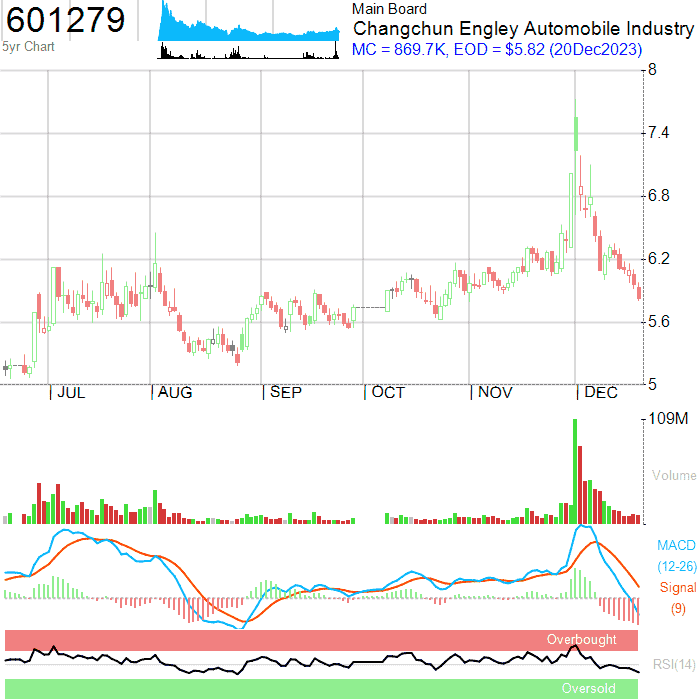 601279
5yr Chart
Main Board
Changchun Engley Automobile Industry
MC = 869.7K, EOD = $5.82 (20Dec2023)
8
7.4
6.8
6.2
5.6
5
JUL AUG SEP OCT NOV DEC
109M
Volume
MACD
(12-26)
Signal
(9)
Overbought
RSI(14)
Oversold